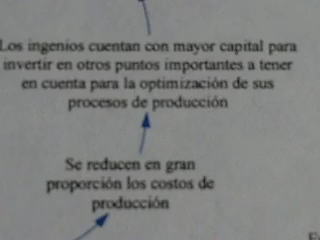 Los ingenios cuentan con mayor capital para
invertir en otros puntos importantes a tener
en cuenta para la optimización de sus
procesos de producción
Se reducen en gran
proporción los costos de
producción